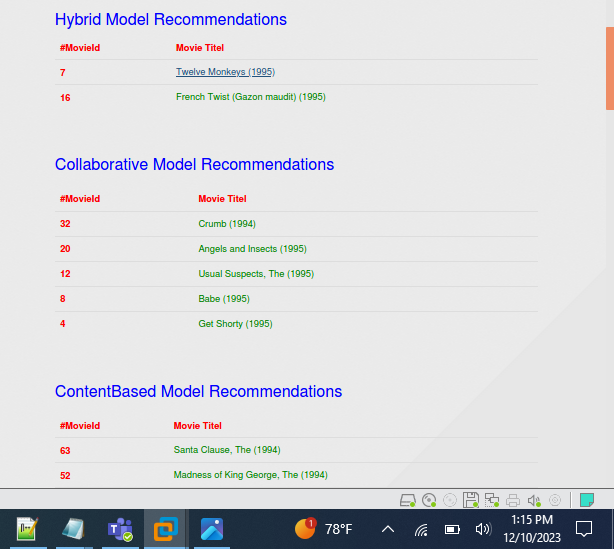 Hybrid Model Recommendations
#MovieId Movie Titel
7 Twelve Monkeys (1995)
16 French Twist (Gazon maudit) (1995)
Collaborative Model Recommendations
#MovieId Movie Titel
32 Crumb (1994)
20 Angels and Insects (1995)
12 Usual Suspects, The (1995)
8 Babe (1995)
4 Get Shorty (1995)
ContentBased Model Recommendations
#MovieId Movie Titel
63 Santa Clause, The (1994)
52 Madness of King George, The (1994)
1 78°F 1:15 PM
12/10/2023